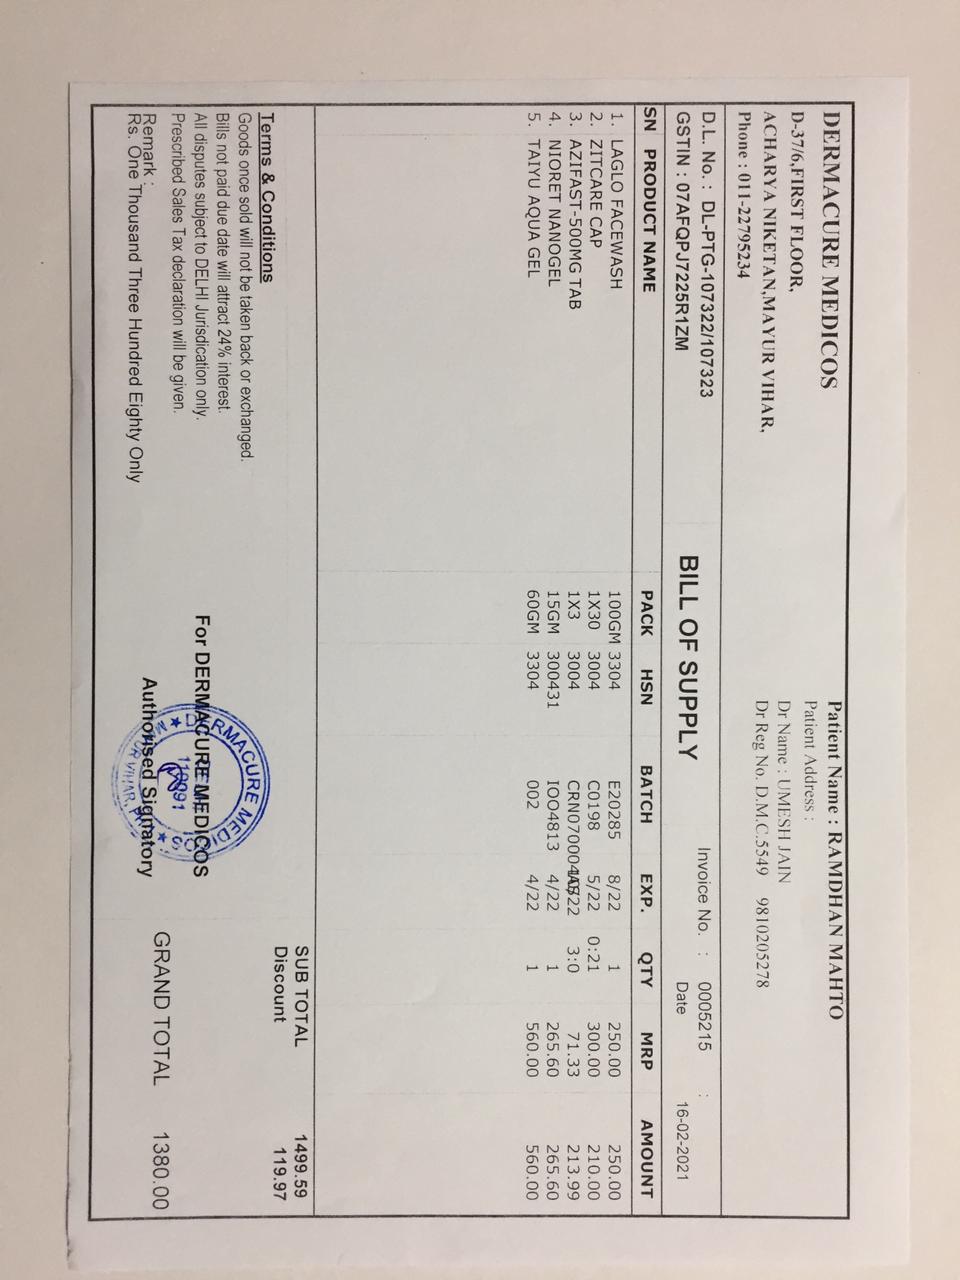 DERMACURE MEDICOS
D-37/6,FIRST FLOOR,
ACHARYA NIKETAN,MAYUR VIHAR,
Phone : 011-22795234
Patient Name : RAMDHAN MAHTO
Patient Address :
Dr Name : UMESH JAIN
Dr Reg No. D.M.C.5549 9810205278
D.L. No. : DL-PTG-107322/107323
GSTIN : 07AFQPJ7225R1ZM
BILL OF SUPPLY
Invoice No. : 0005215
Date : 16-02-2021
SN PRODUCT NAME PACK HSN BATCH EXP. QTY MRP AMOUNT
1. LAGLO FACEWASH 100GM 3304 E20285 8/22 1 250.00 250.00
2. ZITCARE CAP 1X30 3004 C0198 5/22 0:21 300.00 210.00
3. AZIFAST-500MG TAB 1X3 3004 3:0 71.33 213.99
4. NIORET NANOGEL 15GM 300431 IOO4813 4/22 1 265.60 265.60
5. TAIYU AQUA GEL 60GM 3304 002 4/22 1 560.00 560.00
SUB TOTAL 1499.59
Discount 119.97
GRAND TOTAL 1380.00
Terms & Conditions
Goods once sold will not be taken back or exchanged.
Bills not paid due date will attract 24% interest.
All disputes subject to DELHI Jurisdication only.
Prescribed Sales Tax declaration will be given.
Remark :
Rs. One Thousand Three Hundred Eighty Only
For DERMACURE MEDICOS
Authorised Signatory
DERMACURE MEDICOS